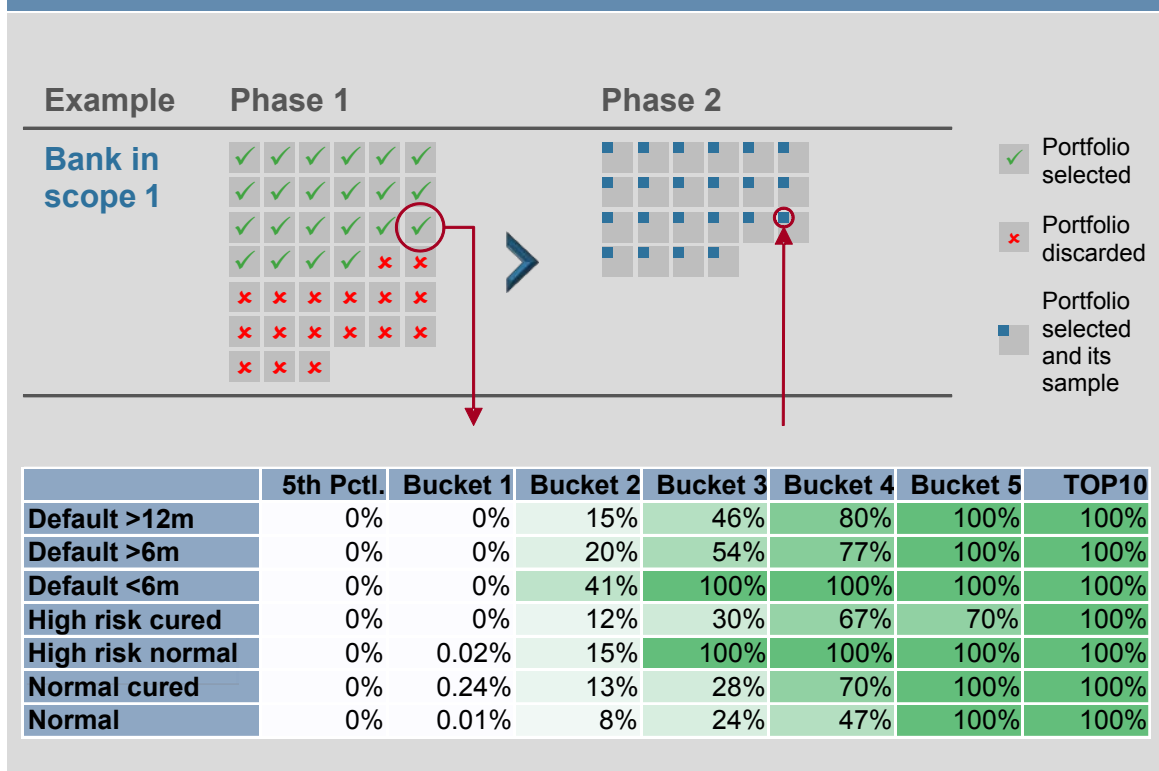 Example Phase 1 Phase 2
Bank in
scope 1
Portfolio
selected
Portfolio
discarded
Portfolio
selected
and its
sample
5th Pctl. Bucket 1 Bucket 2 Bucket 3 Bucket 4 Bucket 5 TOP10
Default >12m 0% 0% 15% 46% 80% 100% 100%
Default >6m 0% 0% 20% 54% 77% 100% 100%
Default <6m 0% 0% 41% 100% 100% 100% 100%
High risk cured 0% 0% 12% 30% 67% 70% 100%
High risk normal 0% 0.02% 15% 100% 100% 100% 100%
Normal cured 0% 0.24% 13% 28% 70% 100% 100%
Normal 0% 0.01% 8% 24% 47% 100% 100%